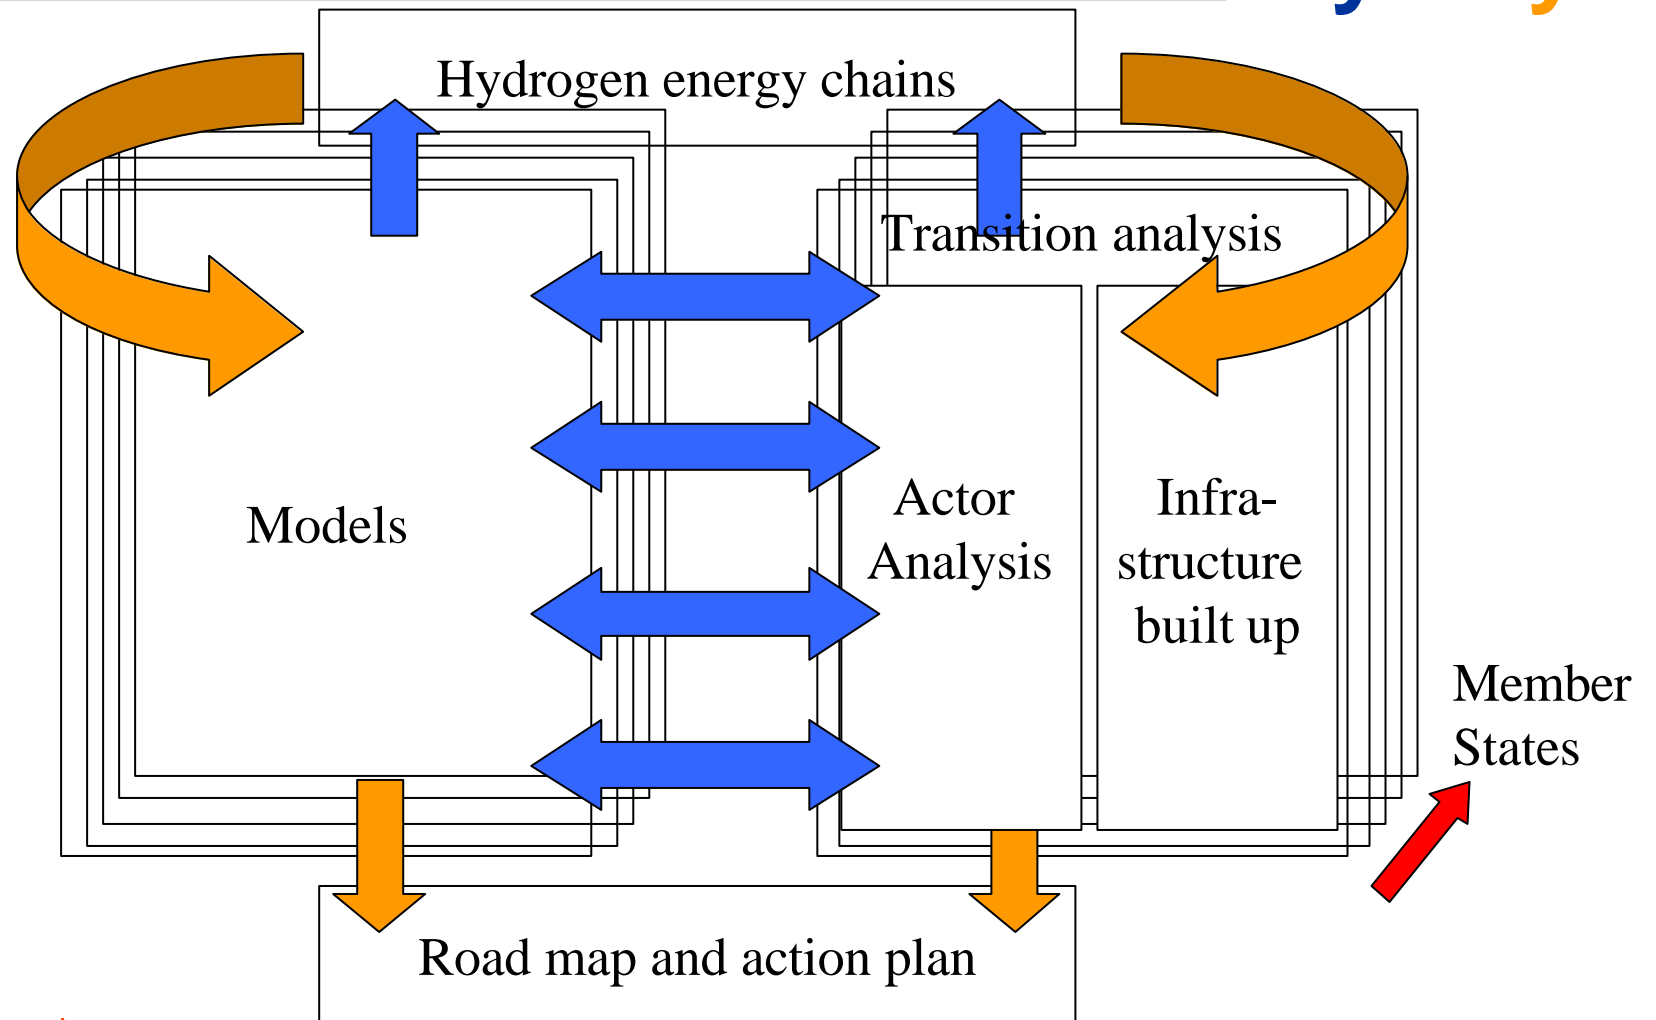 Hydrogen energy chains
Transition analysis
Models
Actor
Analysis
Infra-
structure
built up
Member
States
Road map and action plan